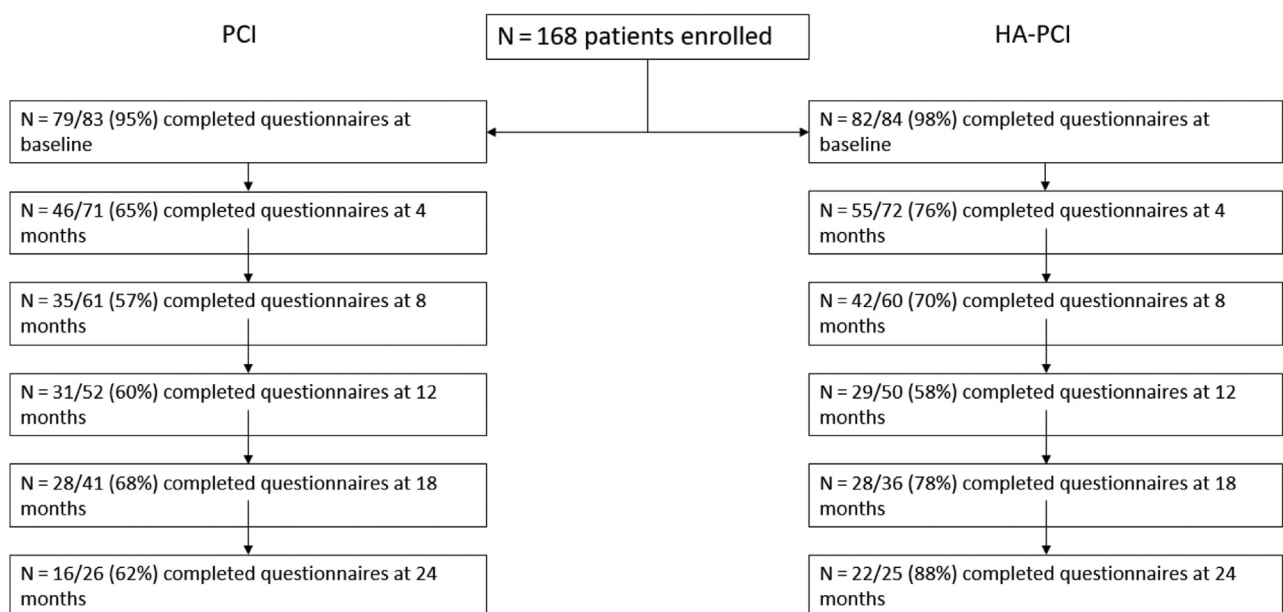 PCI
N = 168 patients enrolled
HA-PCI
N = 79/83 (95%) completed questionnaires at
baseline
N = 82/84 (98%) completed questionnaires at
baseline
N = 46/71 (65%) completed questionnaires at 4
months
N = 55/72 (76%) completed questionnaires at 4
months
N = 35/61 (57%) completed questionnaires at 8
months
N = 42/60 (70%) completed questionnaires at 8
months
N = 31/52 (60%) completed questionnaires at 12
months
N = 29/50 (58%) completed questionnaires at 12
months
N = 28/41 (68%) completed questionnaires at 18
months
N = 28/36 (78%) completed questionnaires at 18
months
N = 16/26 (62%) completed questionnaires at 24
months
N = 22/25 (88%) completed questionnaires at 24
months